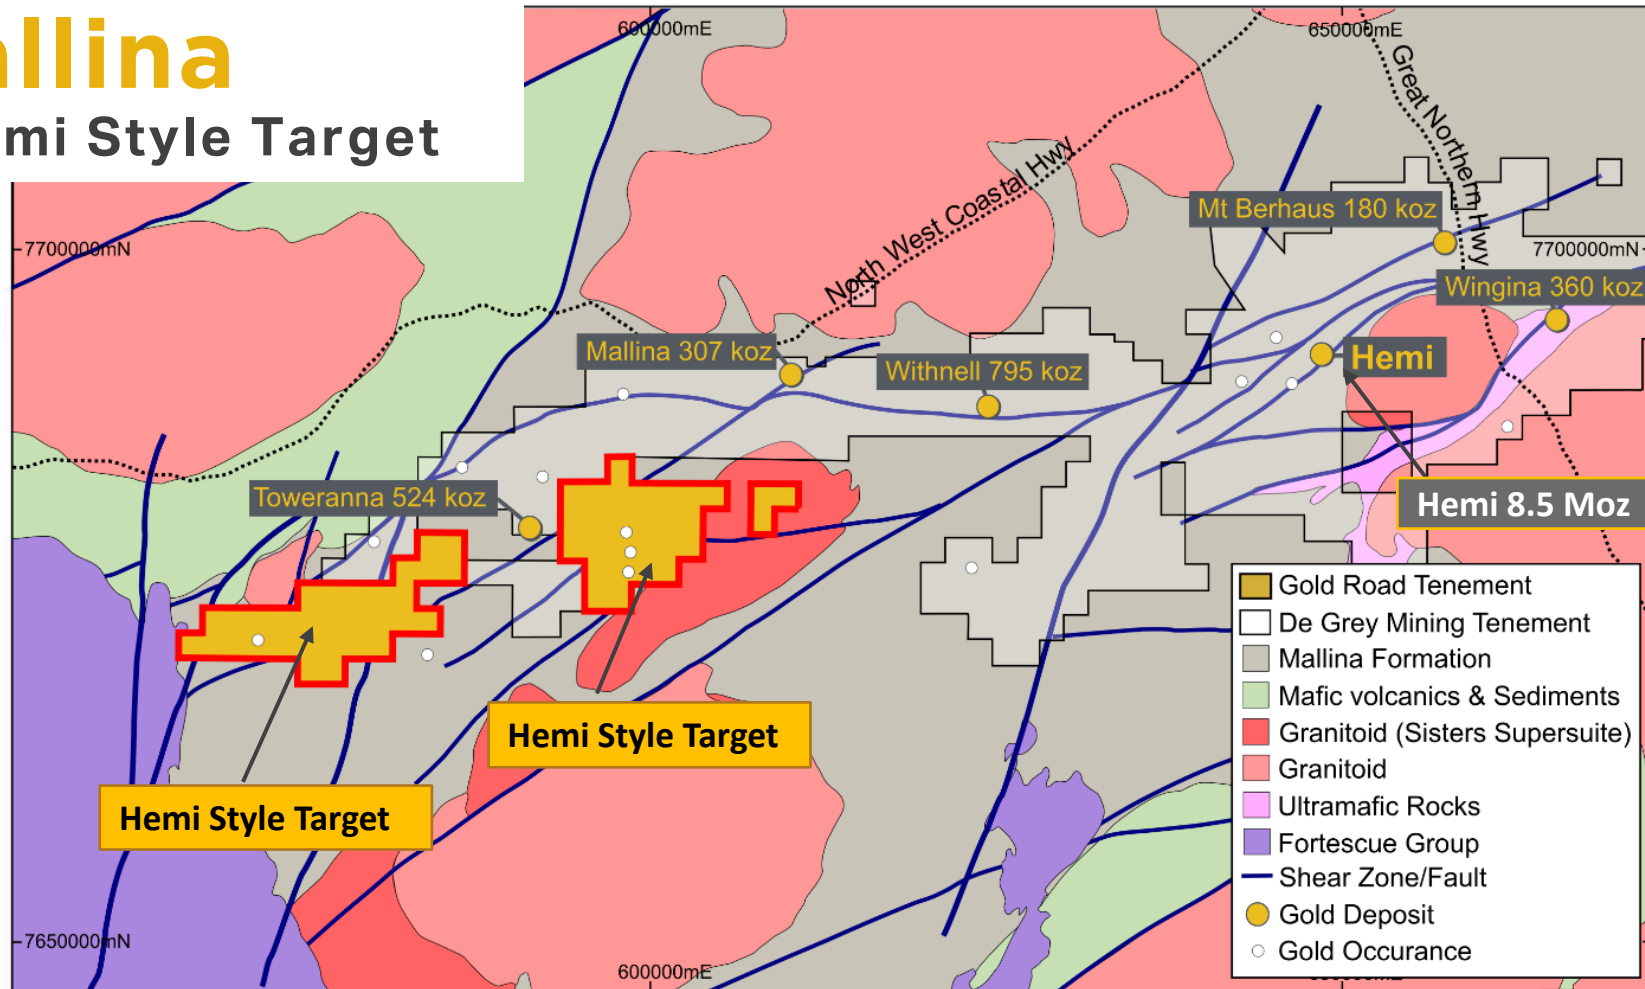 allina
mi Style Target
600000mE
650000mE
Great Northern Hwy
North West Coastal Hwy
Mt Berhaus 180 koz
7700000mN
7700000mN
Wingina 360 koz
Mallina 307 koz
Withnell 795 koz
Hemi
Toweranna 524 koz
Hemi 8.5 Moz
Hemi Style Target
Hemi Style Target
Gold Road Tenement
De Grey Mining Tenement
Mallina Formation
Mafic volcanics & Sediments
Granitoid (Sisters Supersuite)
Granitoid
Ultramafic Rocks
Fortescue Group
Shear Zone/Fault
Gold Deposit
Gold Occurance
7650000mN
600000mE